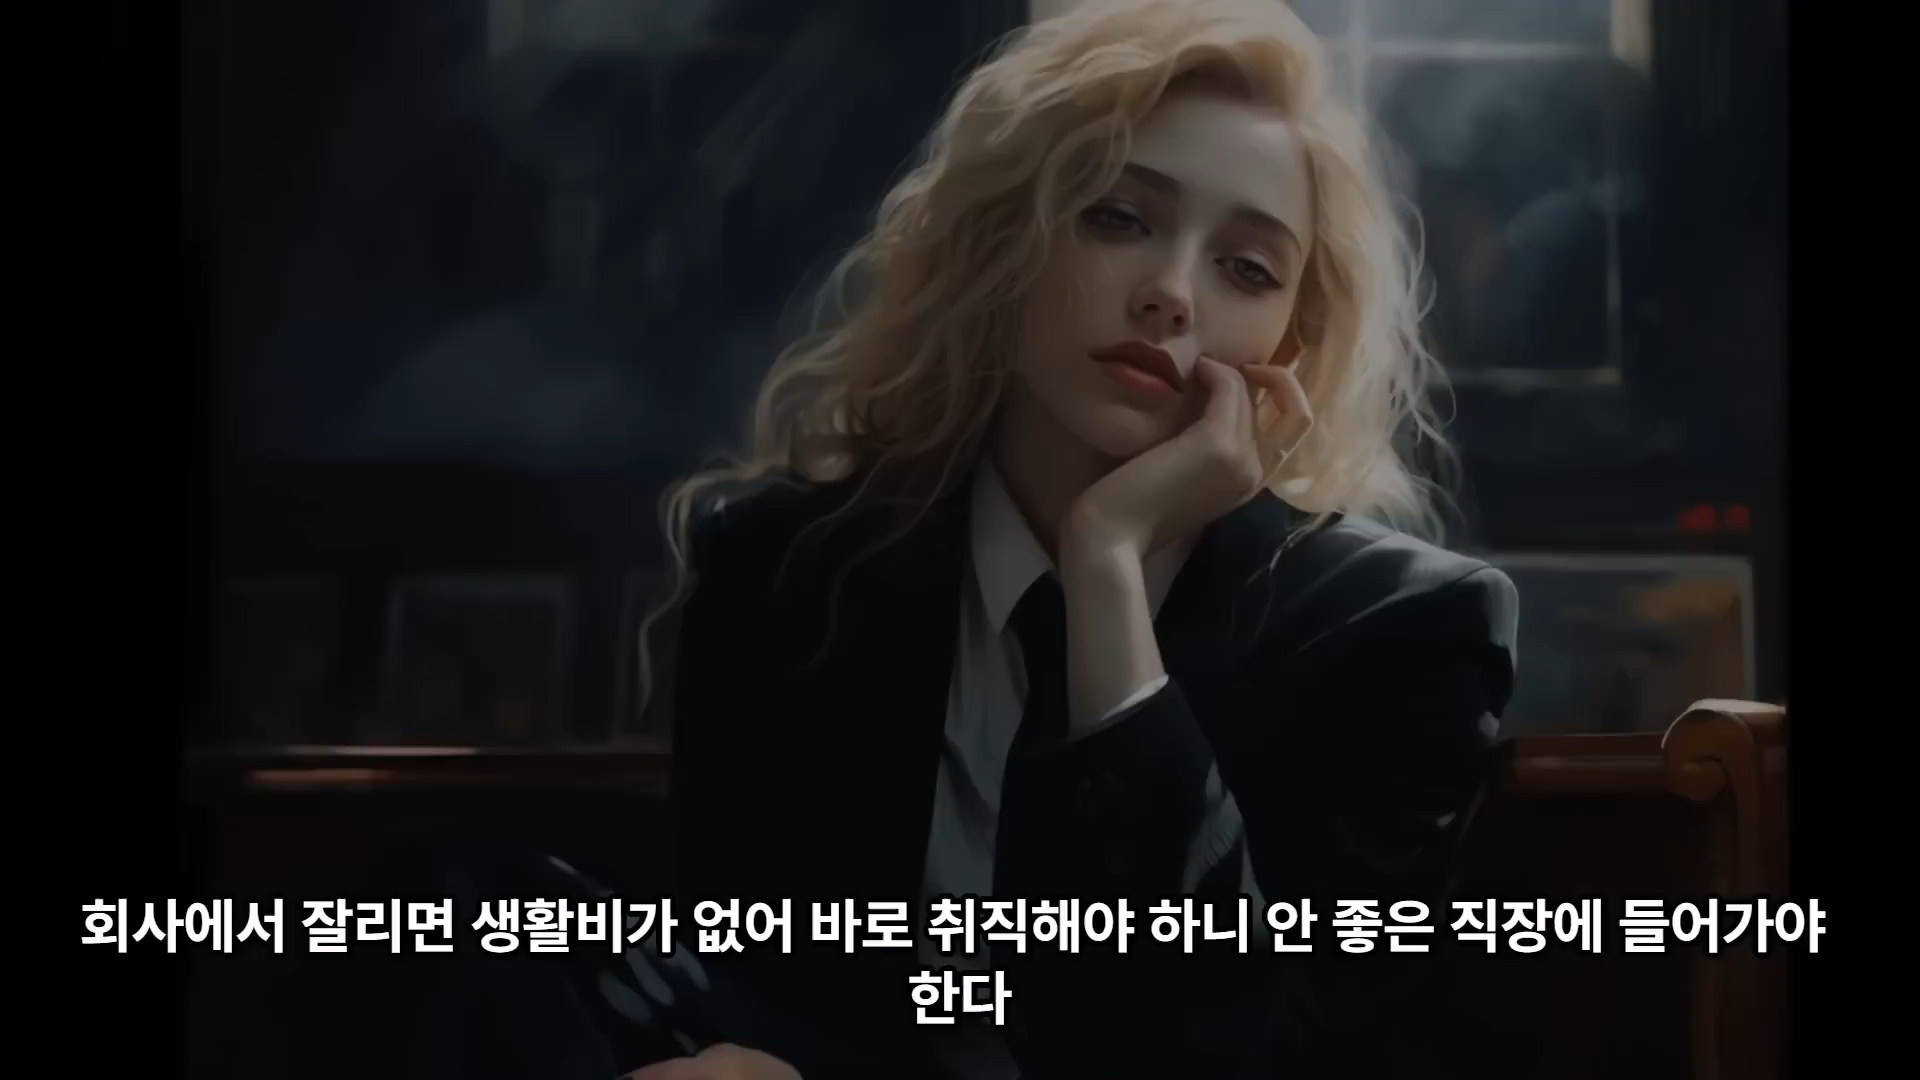 회사에서 잘리면 생활비가 없어 바로 취직해야 하니 안 좋은 직장에 들어가야
한다